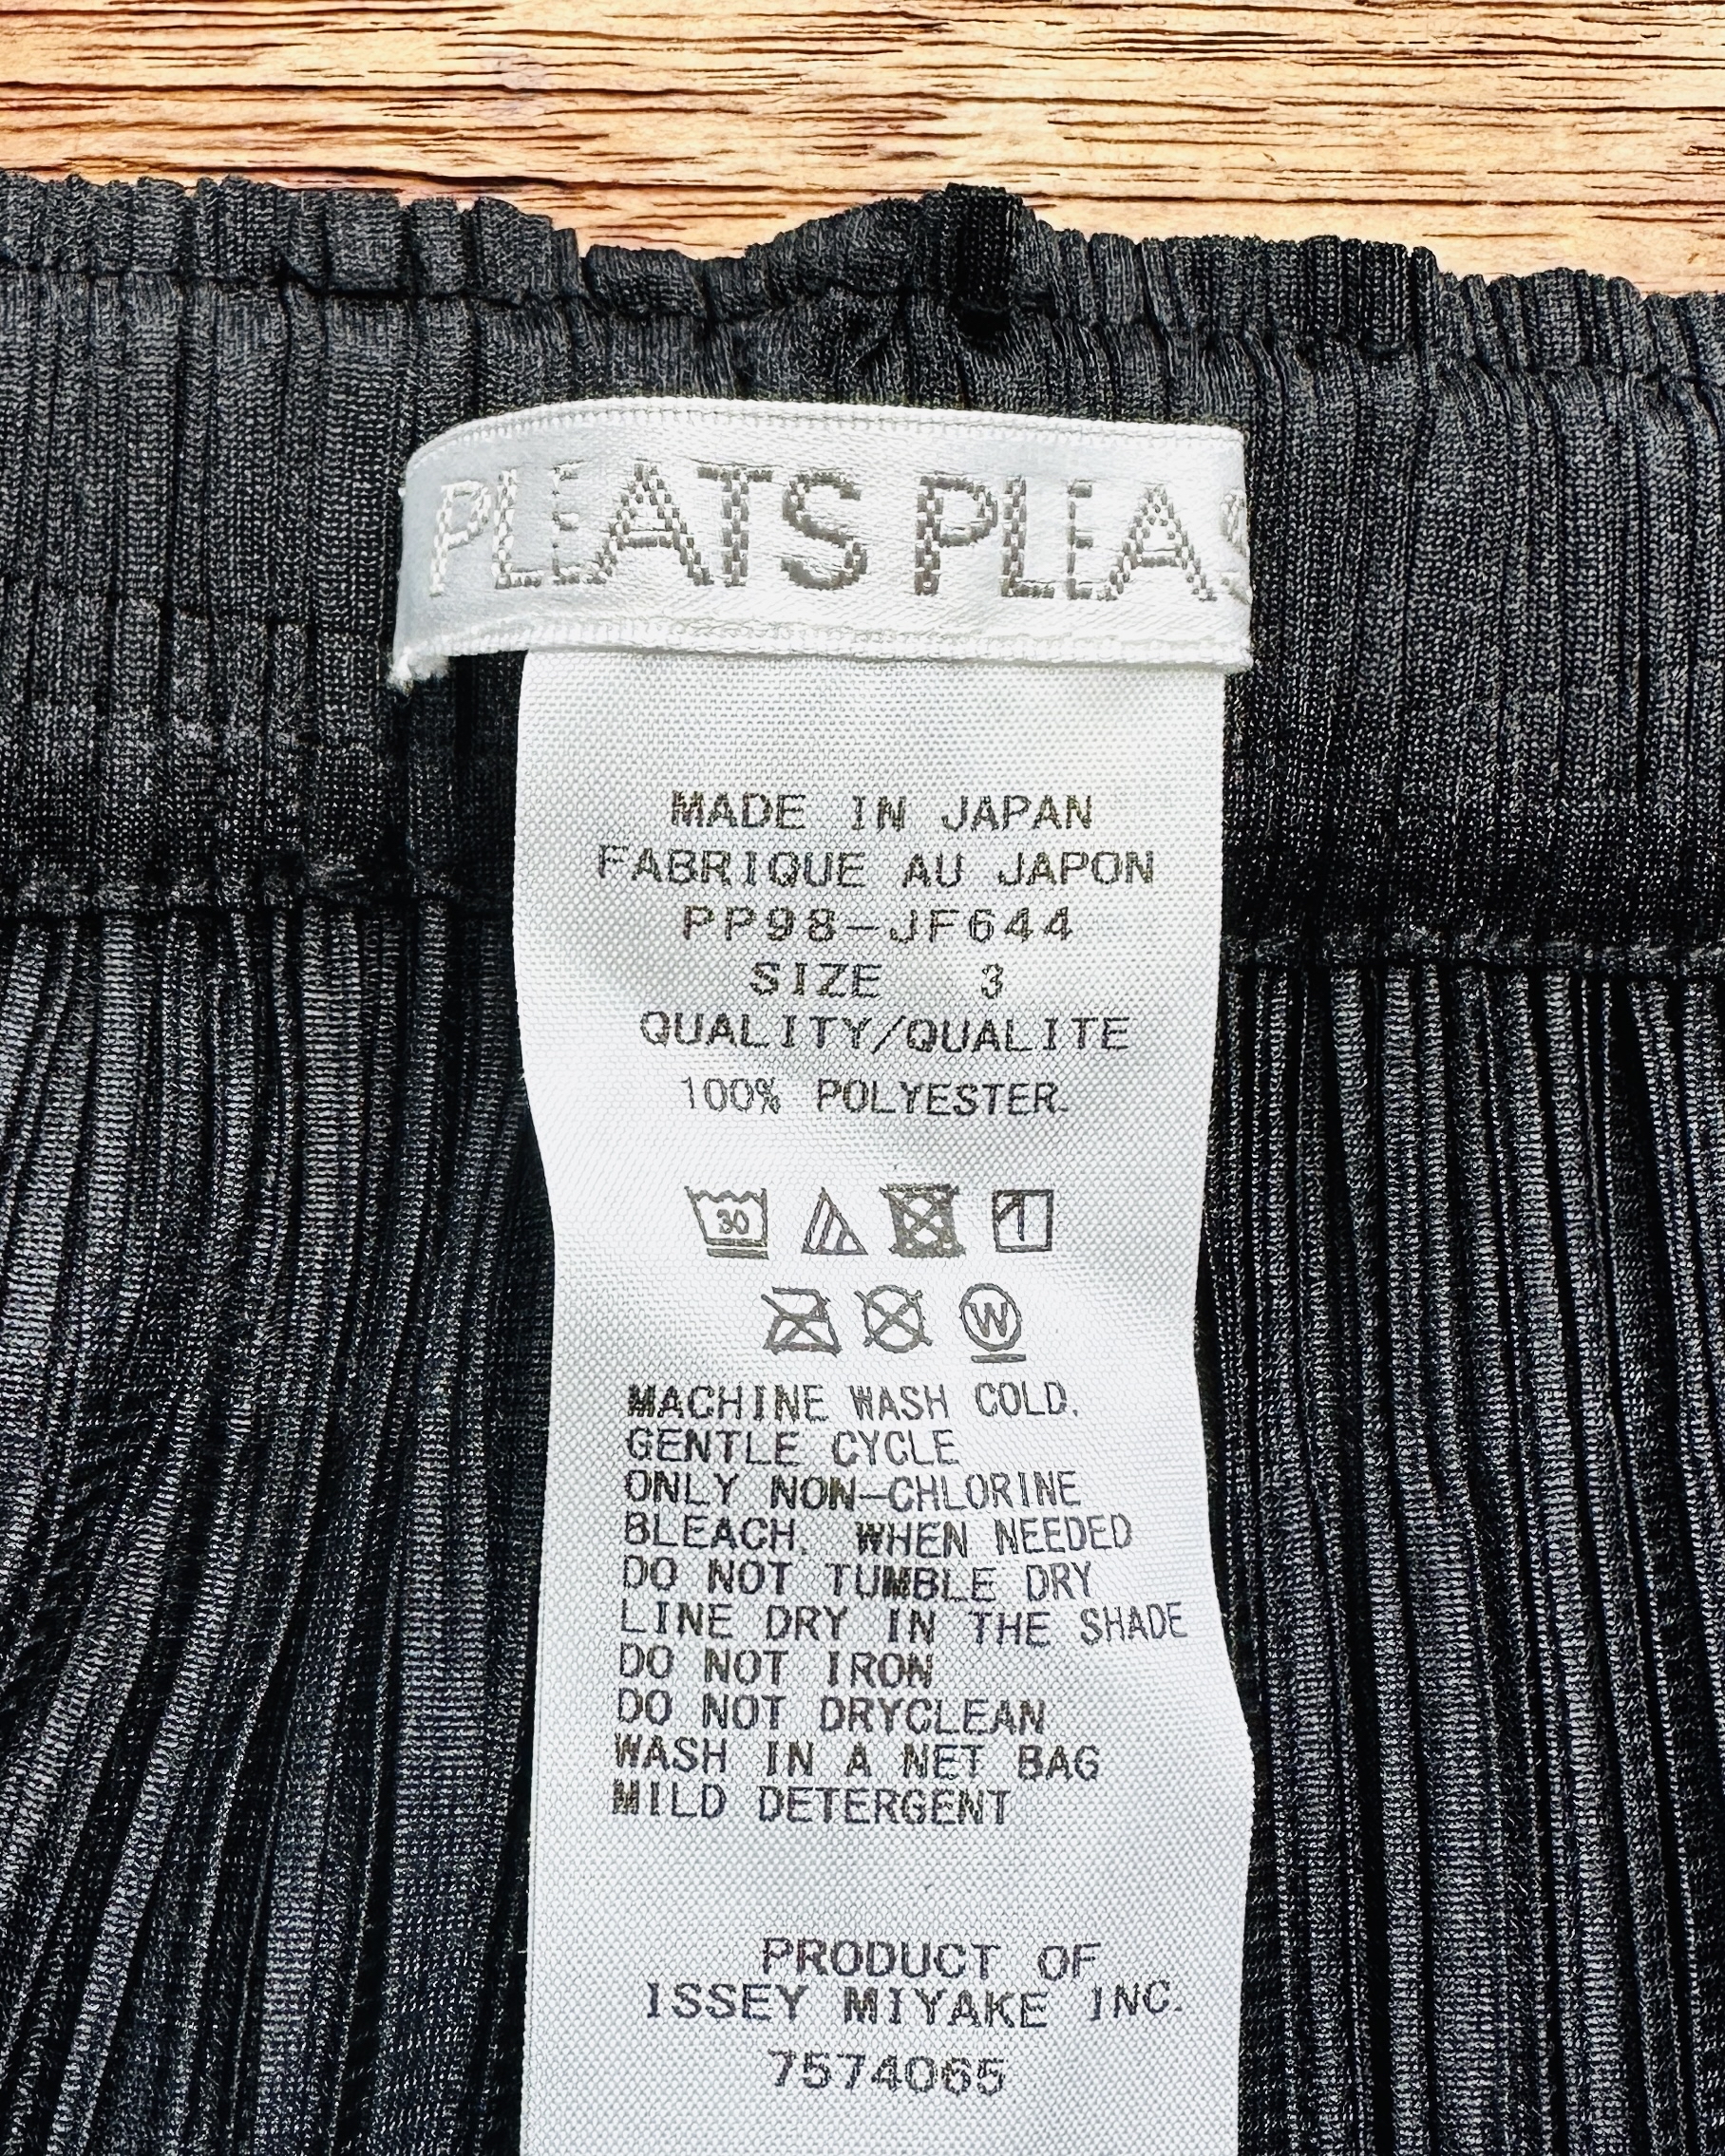 PLEATS PLEAS
MADE IN JAPAN
FABRIQUE AU JAPON
PP98-JF644
SIZE 3
QUALITY/QUALITE
100% POLYESTER.
30
W
MACHINE WASH COLD.
GENTLE CYCLE
ONLY NON-CHLORINE
BLEACH. WHEN NEEDED
DO NOT TUMBLE DRY
LINE DRY IN THE SHADE
DO NOT IRON
DO NOT DRYCLEAN
WASH IN A NET BAG
MILD DETERGENT
PRODUCT OF
ISSEY MIYAKE INC.
7574065